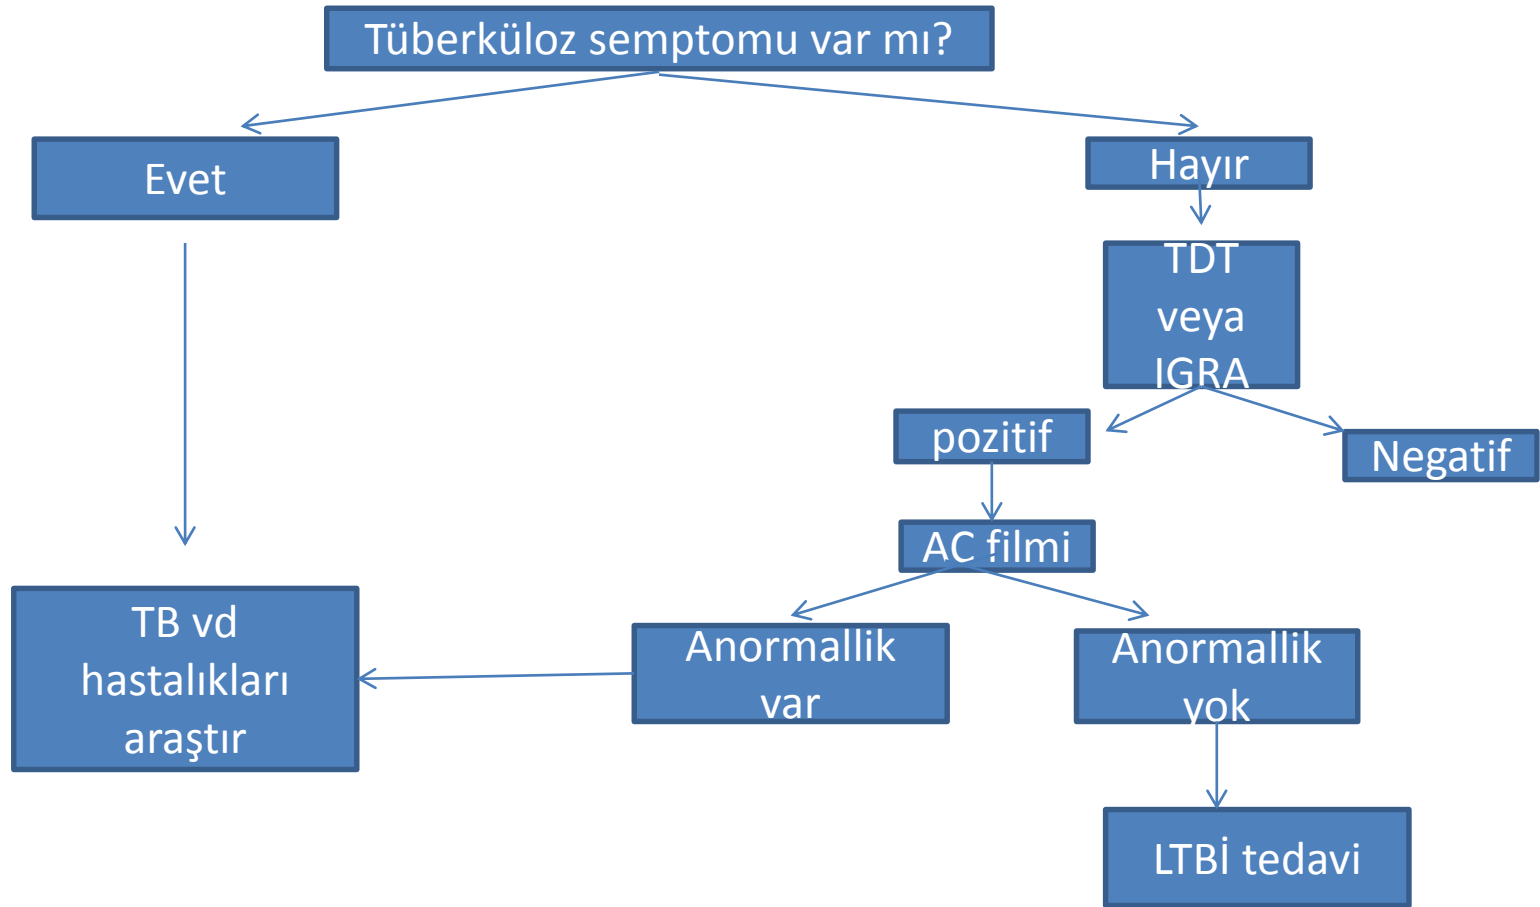 Tüberküloz semptomu var mı?
Evet
Hayır
TDT
veya
IGRA
pozitif
Negatif
AC filmi
TB vd
hastalıkları
araştır
Anormallik
var
Anormallik
yok
LTBİ tedavi